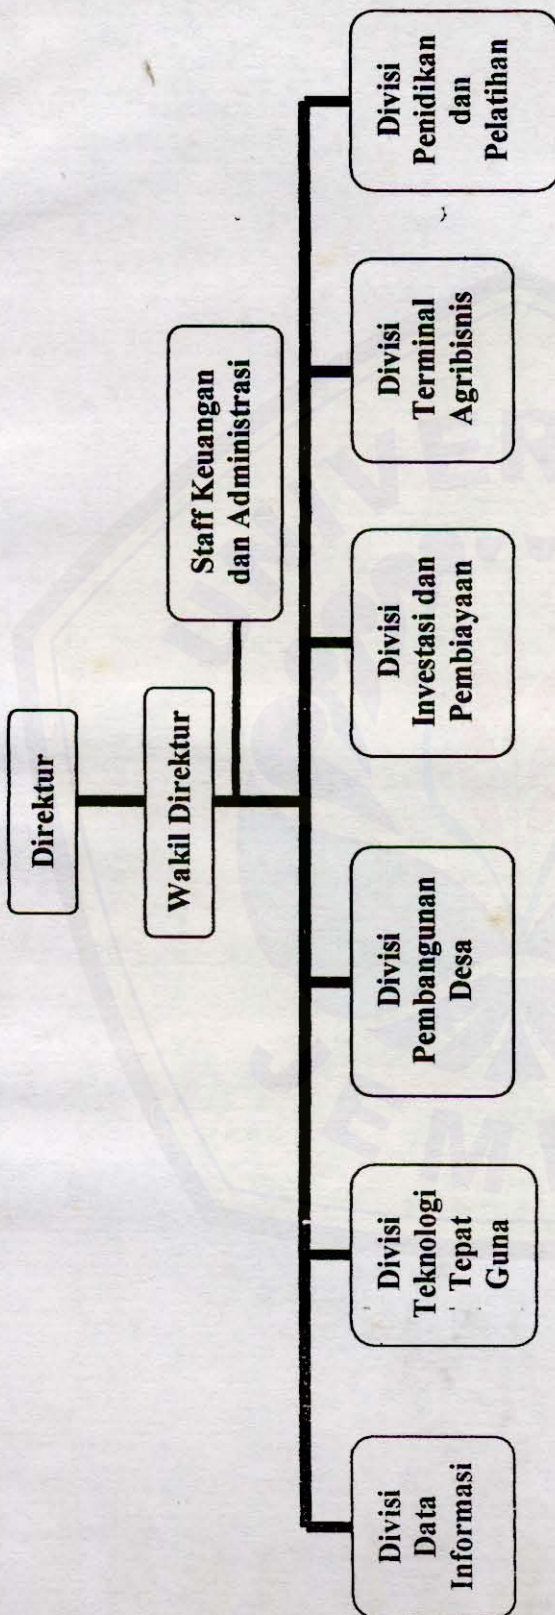 Direktur
Wakil Direktur
Staff Keuangan
dan Administrasi
Divisi
Data
Informasi
Divisi
Teknologi
Tepat
Guna
Divisi
Pembangunan
Desa
Divisi
Investasi dan
Pembiayaan
Divisi
Terminal
Agribisnis
Divisi
Penidikan
dan
Pelatihan